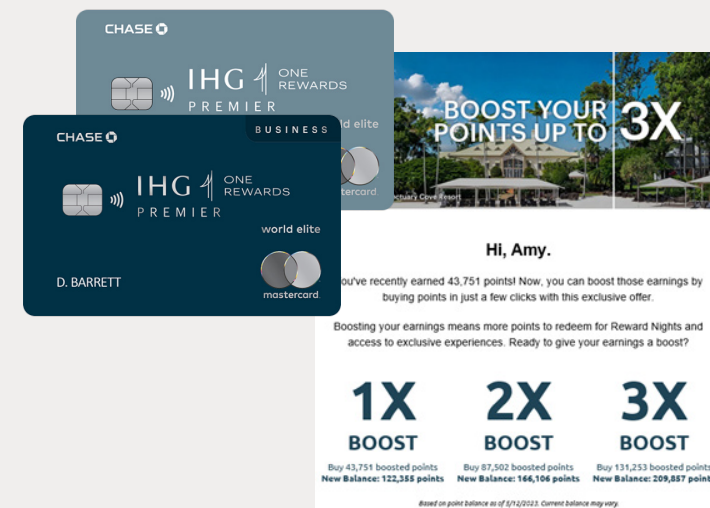 CHASE
IHG ONE REWARDS
PREMIER
ld elite
tercard
CHASE
BUSINESS
IHG ONE REWARDS
PREMIER
world elite
D. BARRETT
mastercard
BOOST YOUR
POINTS UP TO 3X
ctuary Cove Resort
Hi, Amy.
ou've recently earned 43,751 points! Now, you can boost those earnings by
buying points in just a few clicks with this exclusive offer.
Boosting your earnings means more points to redeem for Reward Nights and
access to exclusive experiences. Ready to give your earnings a boost?
1X 2X 3X
BOOST BOOST BOOST
Buy 43,751 boosted points Buy 87,502 boosted points Buy 131,253 boosted points
New Balance: 122,355 points New Balance: 166,106 points New Balance: 209,857 point
Based on point balance as of 5/12/2023. Current balance may vary.